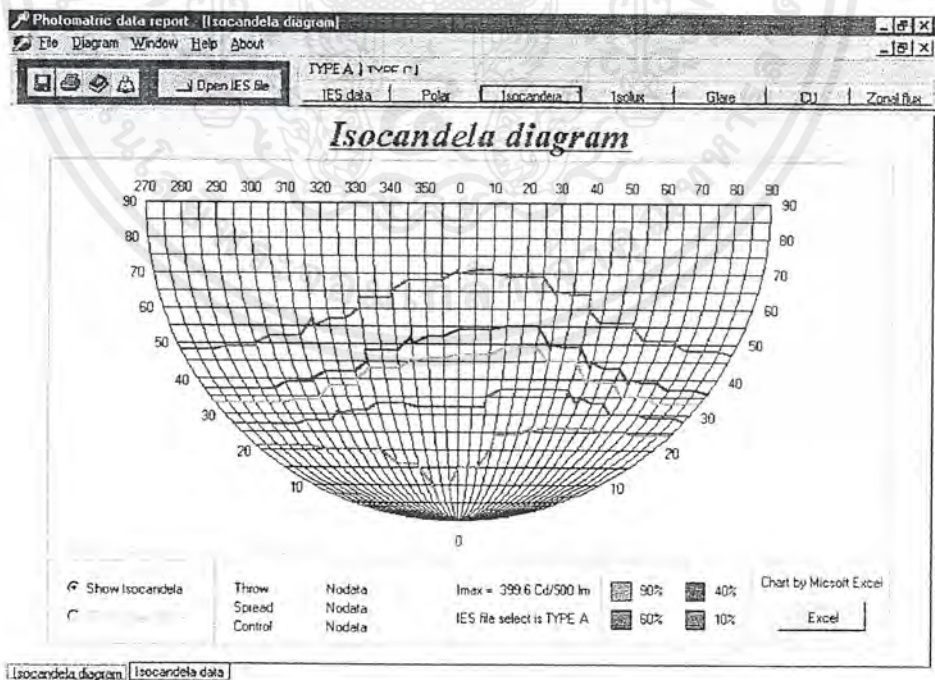 Photomatric data report - [Isocandela diagram]
File Diagram Window Help About
Open IES file
TYPE A TYPE C
IES data Polar Isocandela Isolux Glare CU Zonal flux
Isocandela diagram
270 280 290 300 310 320 330 340 350 0 10 20 30 40 50 60 70 80 90
90 90
80 80
70 70
60 60
50 50
40 40
30 30
20 20
10 10
0
Show Isocandela
Throw Nodata
Spread Nodata
Control Nodata
Imax = 399.6 Cd/500 lm
IES file select is TYPE A
90% 40%
60% 10%
Chart by Micsoft Excel
Excel
Isocandela diagram Isocandela data